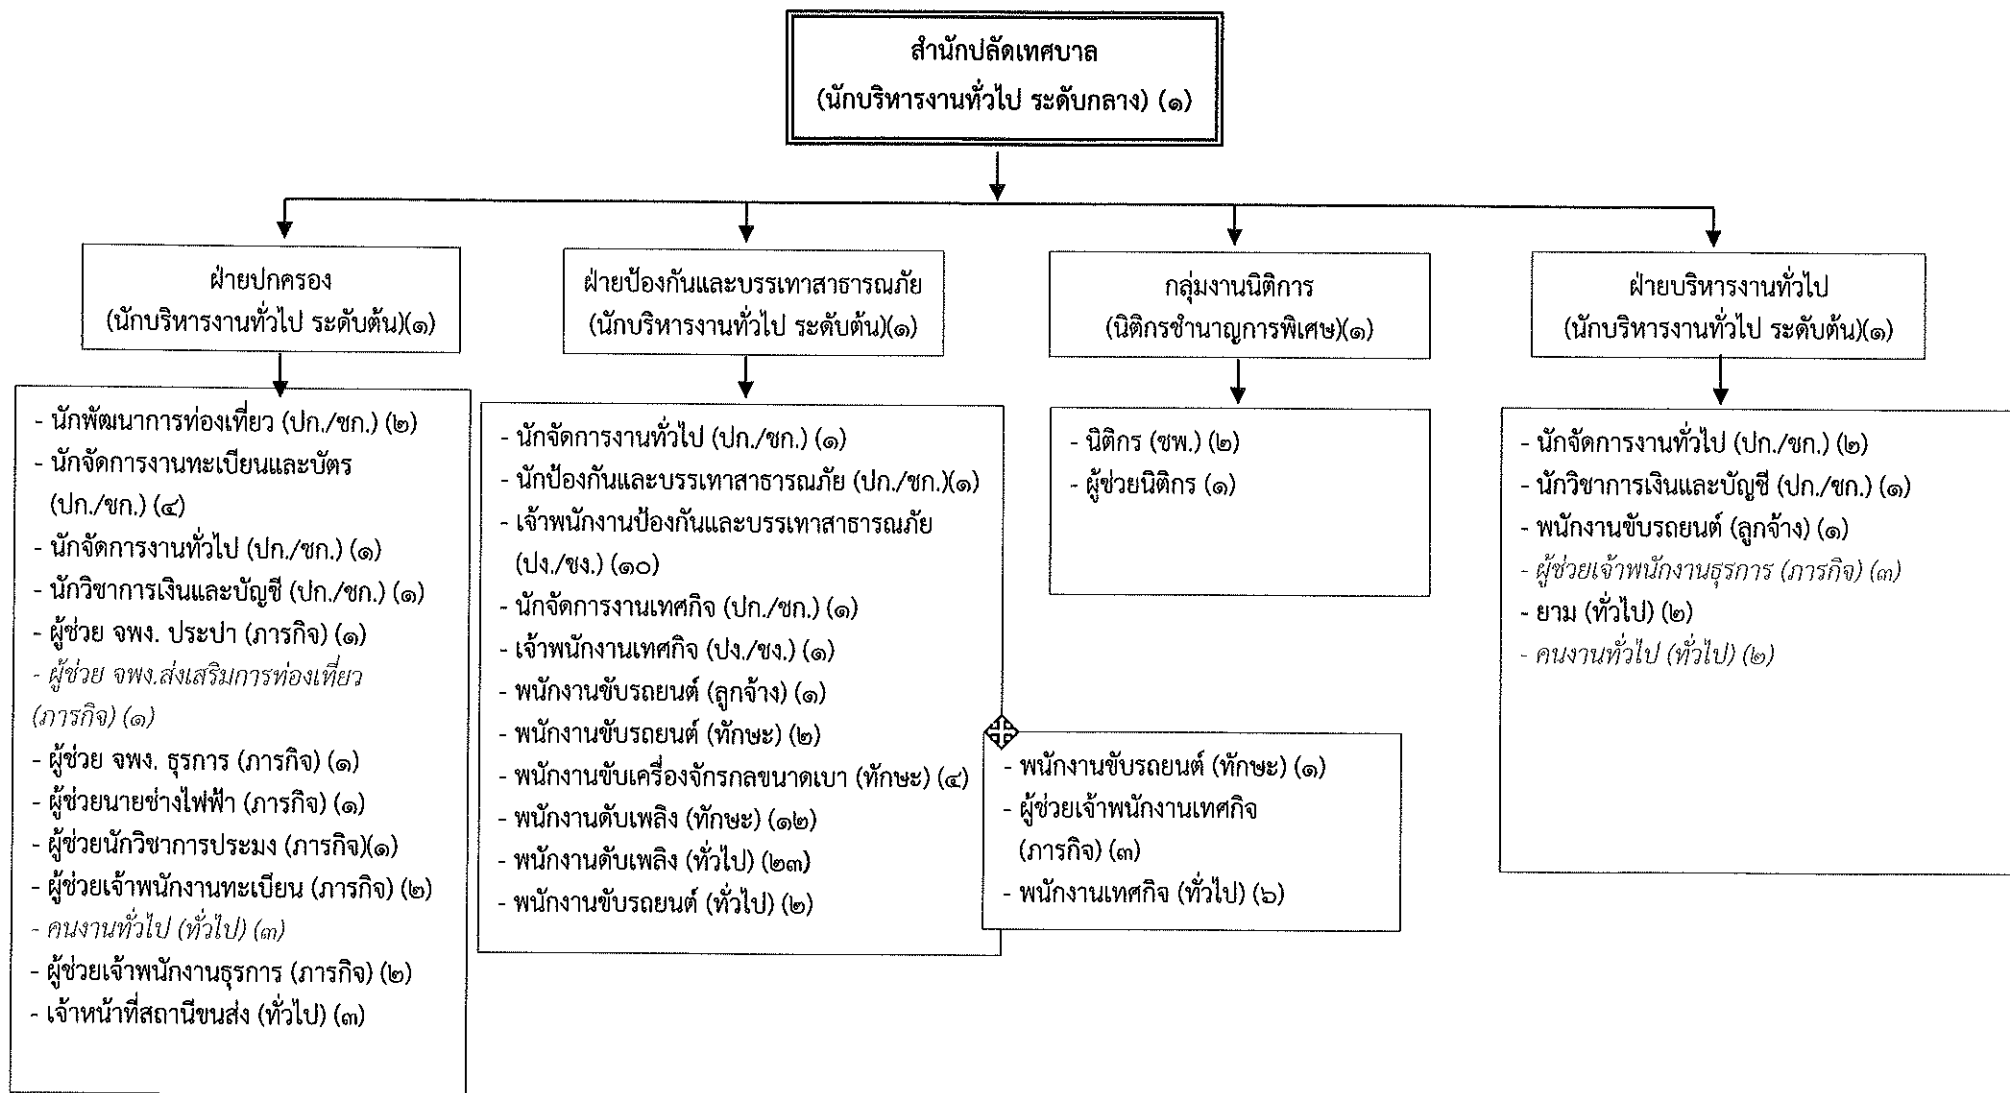 สำนักปลัดเทศบาล
(นักบริหารงานทั่วไป ระดับกลาง) (๑)
ฝ่ายปกครอง
(นักบริหารงานทั่วไป ระดับต้น)(๑)
ฝ่ายป้องกันและบรรเทาสาธารณภัย
(นักบริหารงานทั่วไป ระดับต้น)(๑)
กลุ่มงานนิติการ
(นิติกรชำนาญการพิเศษ)(๑)
ฝ่ายบริหารงานทั่วไป
(นักบริหารงานทั่วไป ระดับต้น)(๑)
- นักพัฒนาการท่องเที่ยว (ปก./ชก.) (๒)
- นักจัดการงานทะเบียนและบัตร
(ปก./ชก.) (๔)
- นักจัดการงานทั่วไป (ปก./ชก.) (๑)
- นักวิชาการเงินและบัญชี (ปก./ชก.) (๑)
- ผู้ช่วย จพง. ประปา (ภารกิจ) (๑)
- ผู้ช่วย จพง.ส่งเสริมการท่องเที่ยว
(ภารกิจ) (๑)
- ผู้ช่วย จพง. ธุรการ (ภารกิจ) (๑)
- ผู้ช่วยนายช่างไฟฟ้า (ภารกิจ) (๑)
- ผู้ช่วยนักวิชาการประมง (ภารกิจ)(๑)
- ผู้ช่วยเจ้าพนักงานทะเบียน (ภารกิจ) (๒)
- คนงานทั่วไป (ทั่วไป) (๓)
- ผู้ช่วยเจ้าพนักงานธุรการ (ภารกิจ) (๒)
- เจ้าหน้าที่สถานีขนส่ง (ทั่วไป) (๓)
- นักจัดการงานทั่วไป (ปก./ชก.) (๑)
- นักป้องกันและบรรเทาสาธารณภัย (ปก./ชก.)(๑)
- เจ้าพนักงานป้องกันและบรรเทาสาธารณภัย
(ปง./ชง.) (๑๐)
- นักจัดการงานเทศกิจ (ปก./ชก.) (๑)
- เจ้าพนักงานเทศกิจ (ปง./ชง.) (๑)
- พนักงานขับรถยนต์ (ลูกจ้าง) (๑)
- พนักงานขับรถยนต์ (ทักษะ) (๒)
- พนักงานขับเครื่องจักรกลขนาดเบา (ทักษะ) (๔)
- พนักงานดับเพลิง (ทักษะ) (๑๒)
- พนักงานดับเพลิง (ทั่วไป) (๒๓)
- พนักงานขับรถยนต์ (ทั่วไป) (๒)
- พนักงานขับรถยนต์ (ทักษะ) (๑)
- ผู้ช่วยเจ้าพนักงานเทศกิจ
(ภารกิจ) (๓)
- พนักงานเทศกิจ (ทั่วไป) (๖)
- นิติกร (ชพ.) (๒)
- ผู้ช่วยนิติกร (๑)
- นักจัดการงานทั่วไป (ปก./ชก.) (๒)
- นักวิชาการเงินและบัญชี (ปก./ชก.) (๑)
- พนักงานขับรถยนต์ (ลูกจ้าง) (๑)
- ผู้ช่วยเจ้าพนักงานธุรการ (ภารกิจ) (๓)
- ยาม (ทั่วไป) (๒)
- คนงานทั่วไป (ทั่วไป) (๒)